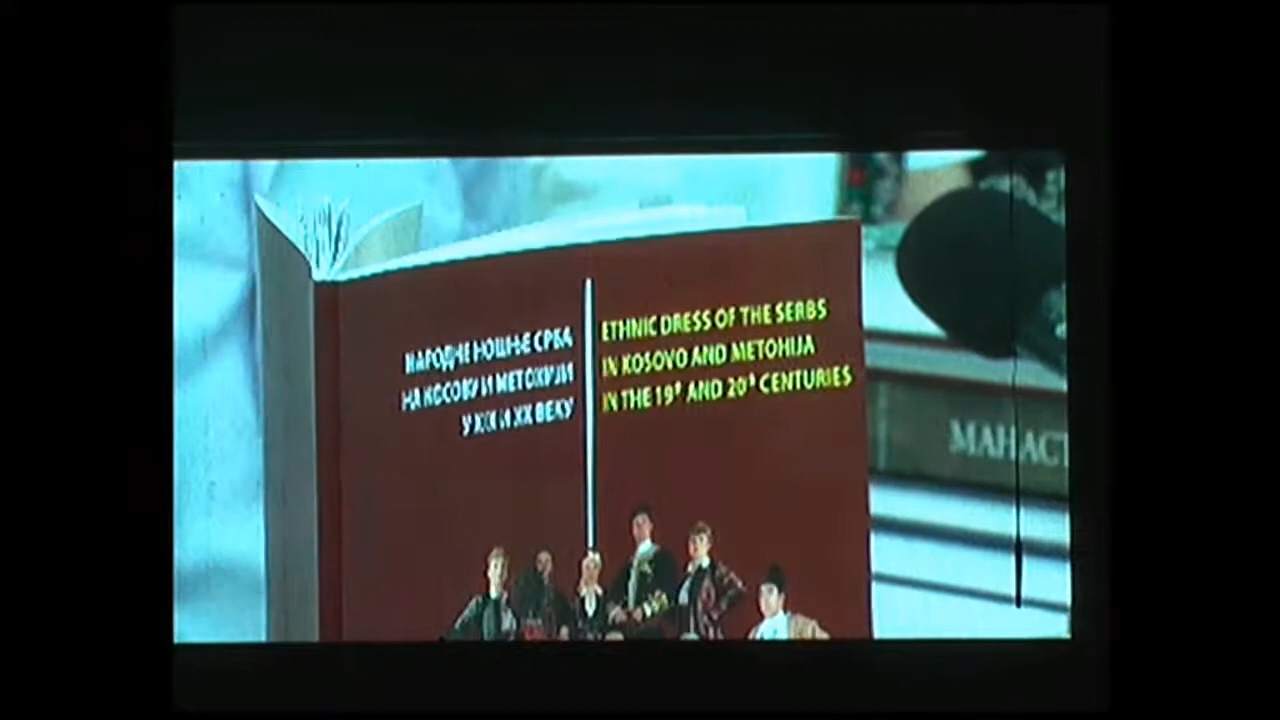 НАРОДНЕ НОШЊЕ СРБА
НА КОСОВУ И МЕТОХИЈИ
У XIX И XX ВЕКУ
ETHNIC DRESS OF THE SERBS
IN KOSOVO AND METOHIJA
IN THE 19th AND 20th CENTURIES
МАНАСТ